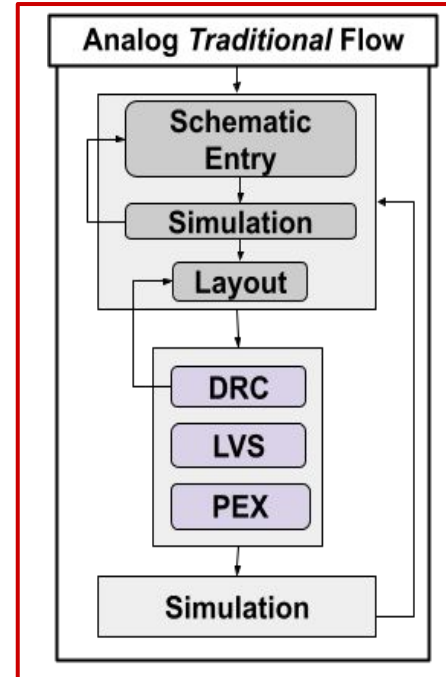 Analog Traditional Flow
Schematic
Entry
Simulation
Layout
DRC
LVS
PEX
Simulation